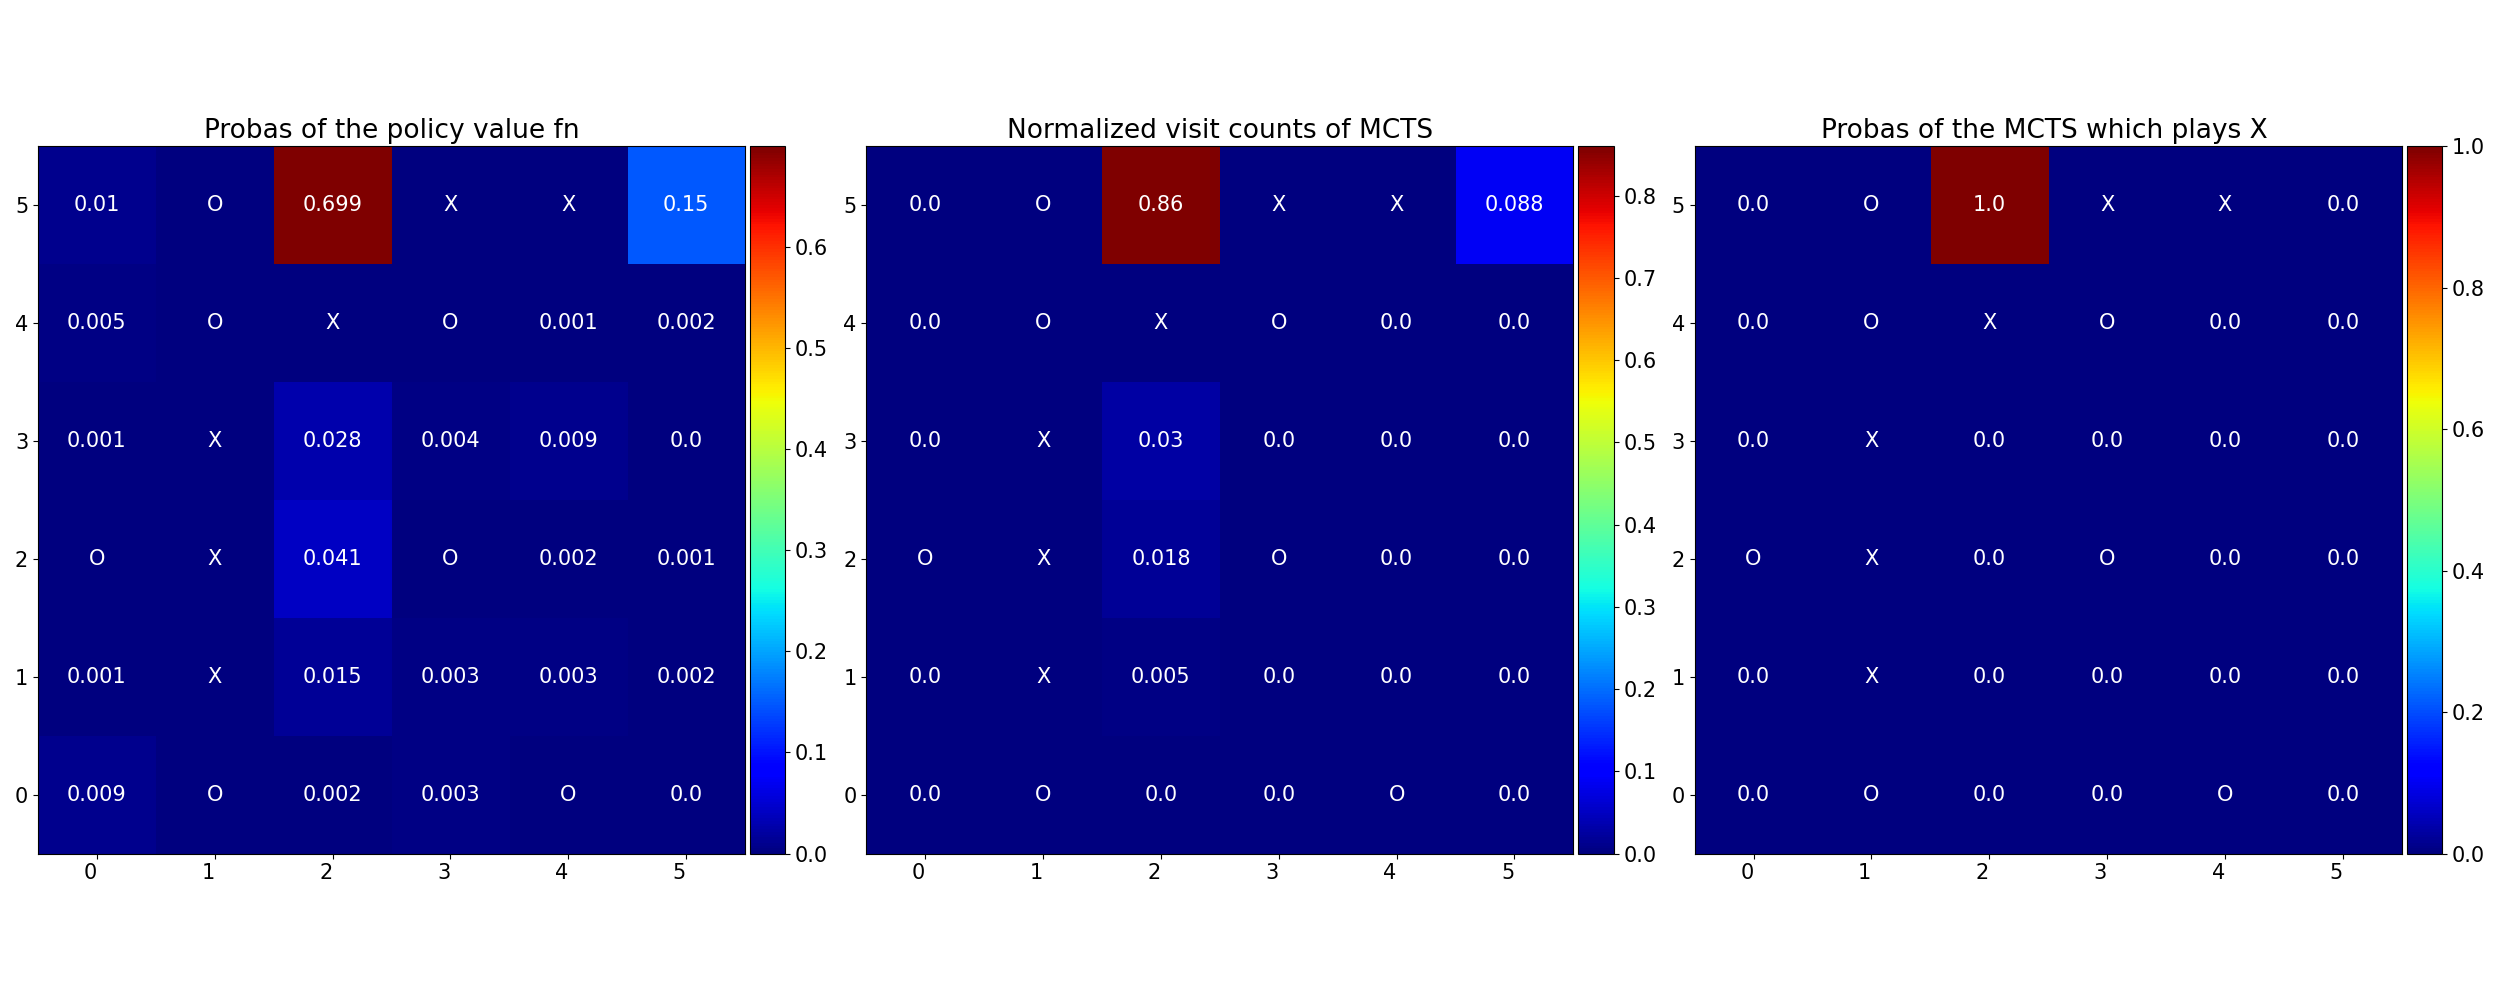 Probas of the policy value fn
5 0.01 O 0.699 X X 0.15
4 0.005 O X O 0.001 0.002
3 0.001 X 0.028 0.004 0.009 0.0
2 O X 0.041 O 0.002 0.001
1 0.001 X 0.015 0.003 0.003 0.002
0 0.009 O 0.002 0.003 O 0.0
0 1 2 3 4 5
0.6
0.5
0.4
0.3
0.2
0.1
0.0
Normalized visit counts of MCTS
5 0.0 O 0.86 X X 0.088
4 0.0 O X O 0.0 0.0
3 0.0 X 0.03 0.0 0.0 0.0
2 O X 0.018 O 0.0 0.0
1 0.0 X 0.005 0.0 0.0 0.0
0 0.0 O 0.0 0.0 O 0.0
0 1 2 3 4 5
0.8
0.7
0.6
0.5
0.4
0.3
0.2
0.1
0.0
Probas of the MCTS which plays X
5 0.0 O 1.0 X X 0.0
4 0.0 O X O 0.0 0.0
3 0.0 X 0.0 0.0 0.0 0.0
2 O X 0.0 O 0.0 0.0
1 0.0 X 0.0 0.0 0.0 0.0
0 0.0 O 0.0 0.0 O 0.0
0 1 2 3 4 5
1.0
0.8
0.6
0.4
0.2
0.0